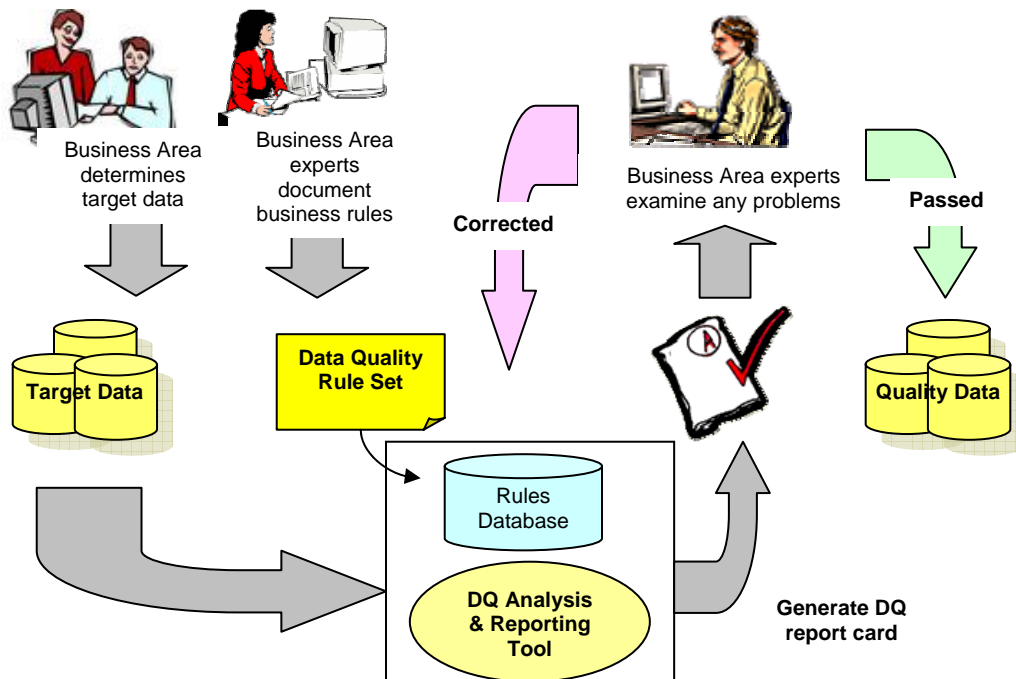 Business Area
determines
target data
Business Area
experts
document
business rules
Corrected
Business Area experts
examine any problems
Passed
Target Data
Data Quality
Rule Set
A
Quality Data
Rules
Database
DQ Analysis
& Reporting
Tool
Generate DQ
report card